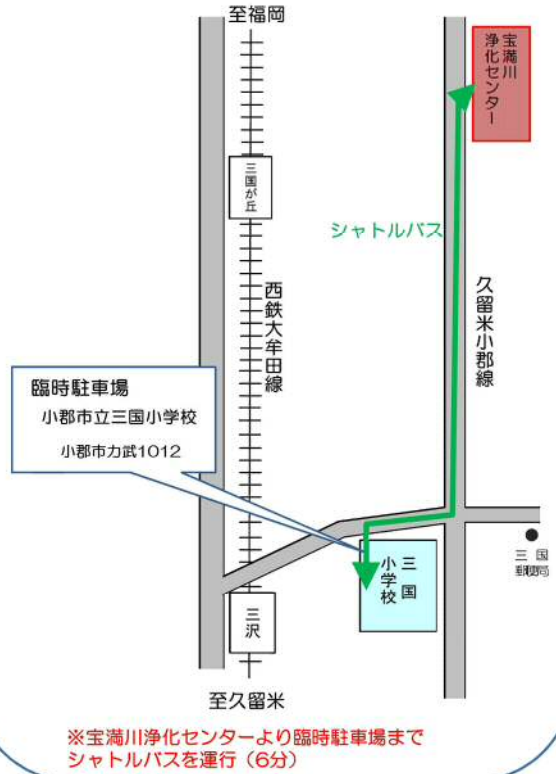 至福岡
宝満川
浄化センター
三国が丘
シャトルバス
西鉄大牟田線
久留米小郡線
臨時駐車場
小郡市立三国小学校
小郡市力武1012
三国
郵便局
三国
小学校
三沢
至久留米
※宝満川浄化センターより臨時駐車場まで
シャトルバスを運行（6分）